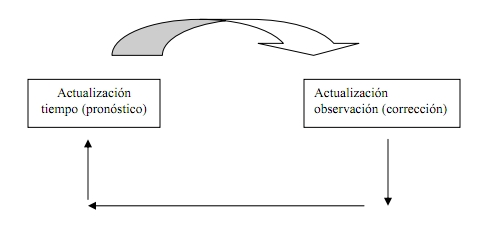 Actualización
tiempo (pronóstico)
Actualización
observación (corrección)